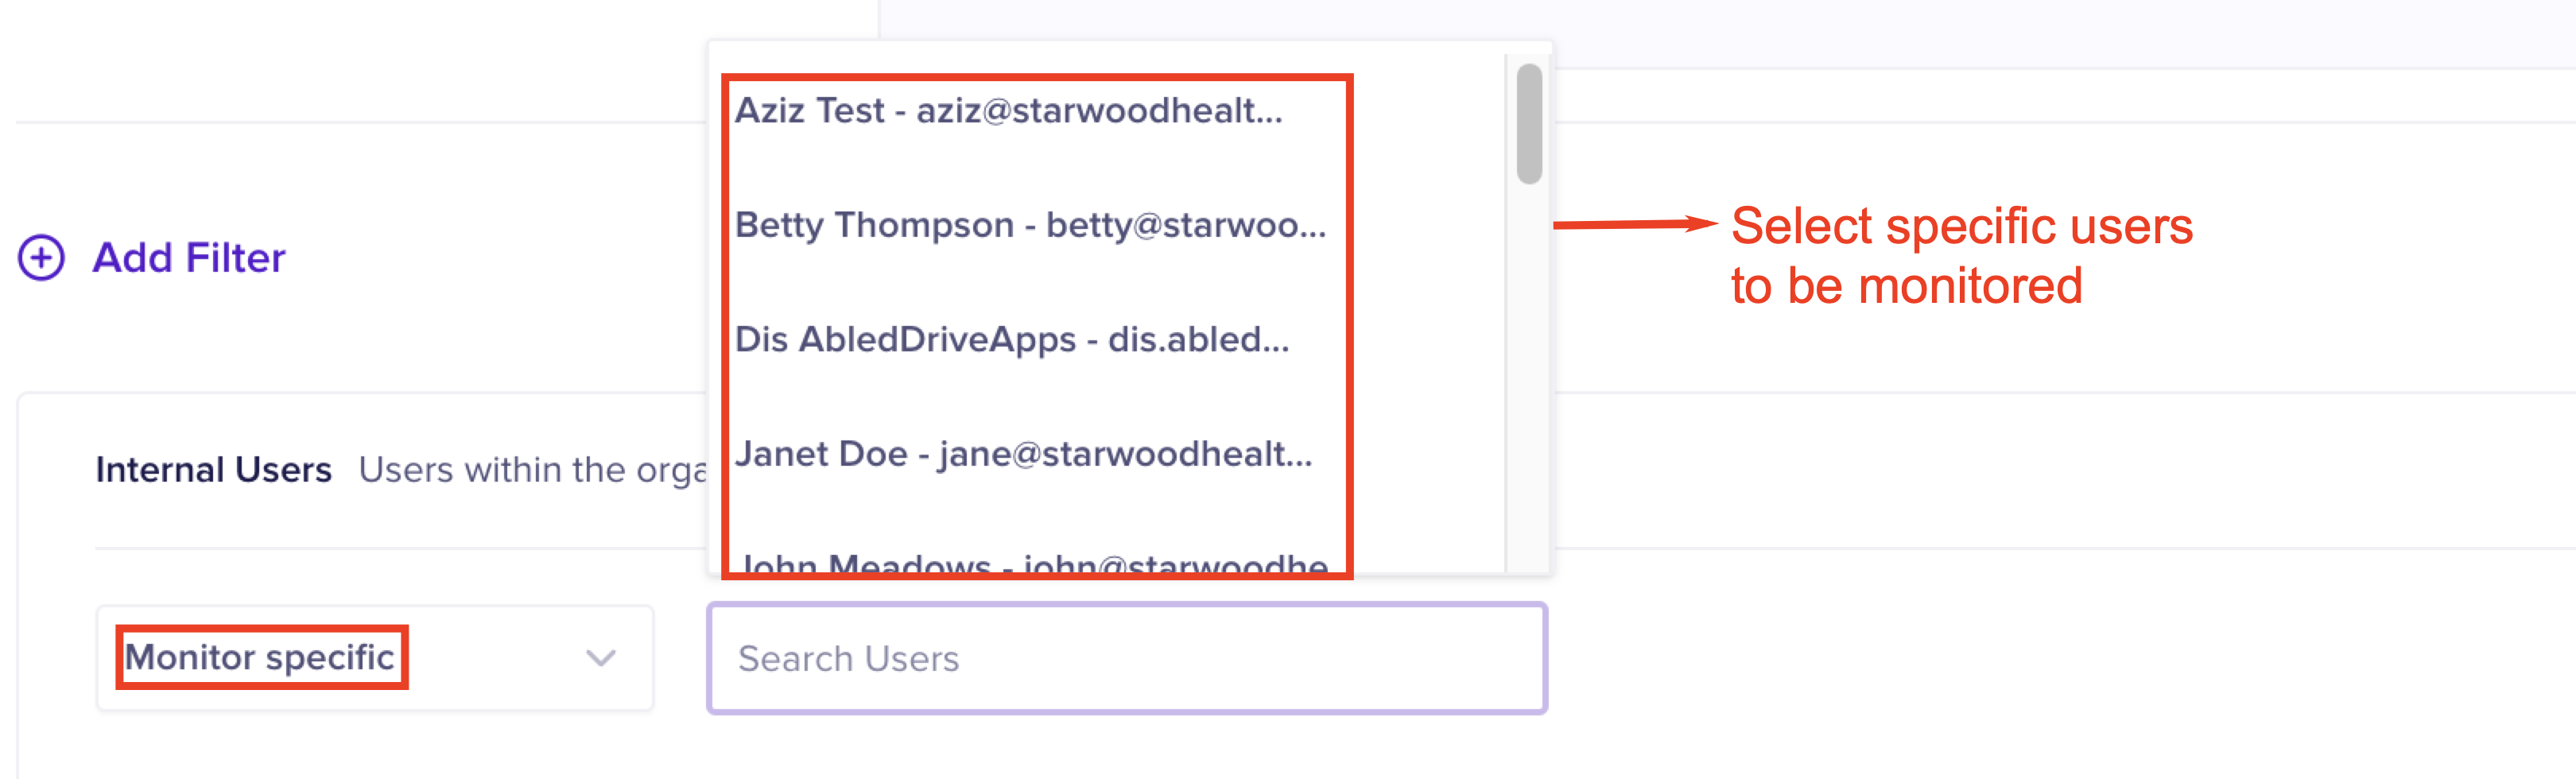 Aziz Test - aziz@starwoodhealt...
Betty Thompson - betty@starwoo...
Select specific users
to be monitored
Add Filter
Dis AbledDriveApps - dis.abled...
Janet Doe - jane@starwoodhealt...
Internal Users Users within the orga
John Meadows - john@starwoodhe
Monitor specific
Search Users